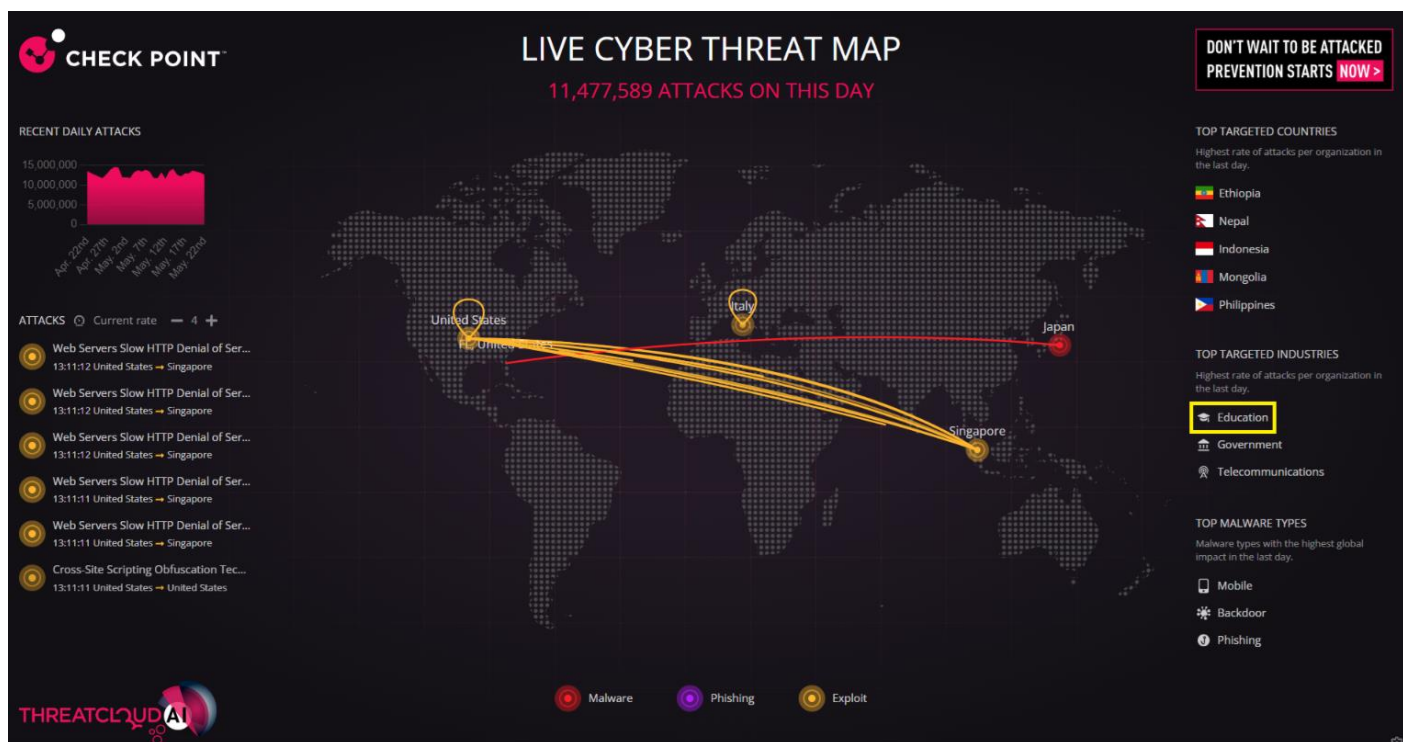 CHECK POINT™
LIVE CYBER THREAT MAP
11,477,589 ATTACKS ON THIS DAY
DON'T WAIT TO BE ATTACKED
PREVENTION STARTS NOW >
RECENT DAILY ATTACKS
15,000,000
10,000,000
5,000,000
0
Apr. 22nd
Apr. 27th
May. 2nd
May. 7th
May. 12th
May. 17th
May. 22nd
ATTACKS Current rate — 4 +
Web Servers Slow HTTP Denial of Ser...
13:11:12 United States → Singapore
Web Servers Slow HTTP Denial of Ser...
13:11:12 United States → Singapore
Web Servers Slow HTTP Denial of Ser...
13:11:12 United States → Singapore
Web Servers Slow HTTP Denial of Ser...
13:11:11 United States → Singapore
Web Servers Slow HTTP Denial of Ser...
13:11:11 United States → Singapore
Cross-Site Scripting Obfuscation Tec...
13:11:11 United States → United States
United States
Italy
Japan
Singapore
TOP TARGETED COUNTRIES
Highest rate of attacks per organization in
the last day.
Ethiopia
Nepal
Indonesia
Mongolia
Philippines
TOP TARGETED INDUSTRIES
Highest rate of attacks per organization in
the last day.
Education
Government
Telecommunications
TOP MALWARE TYPES
Malware types with the highest global
impact in the last day.
Mobile
Backdoor
Phishing
Malware
Phishing
Exploit
THREATCLOUD AI